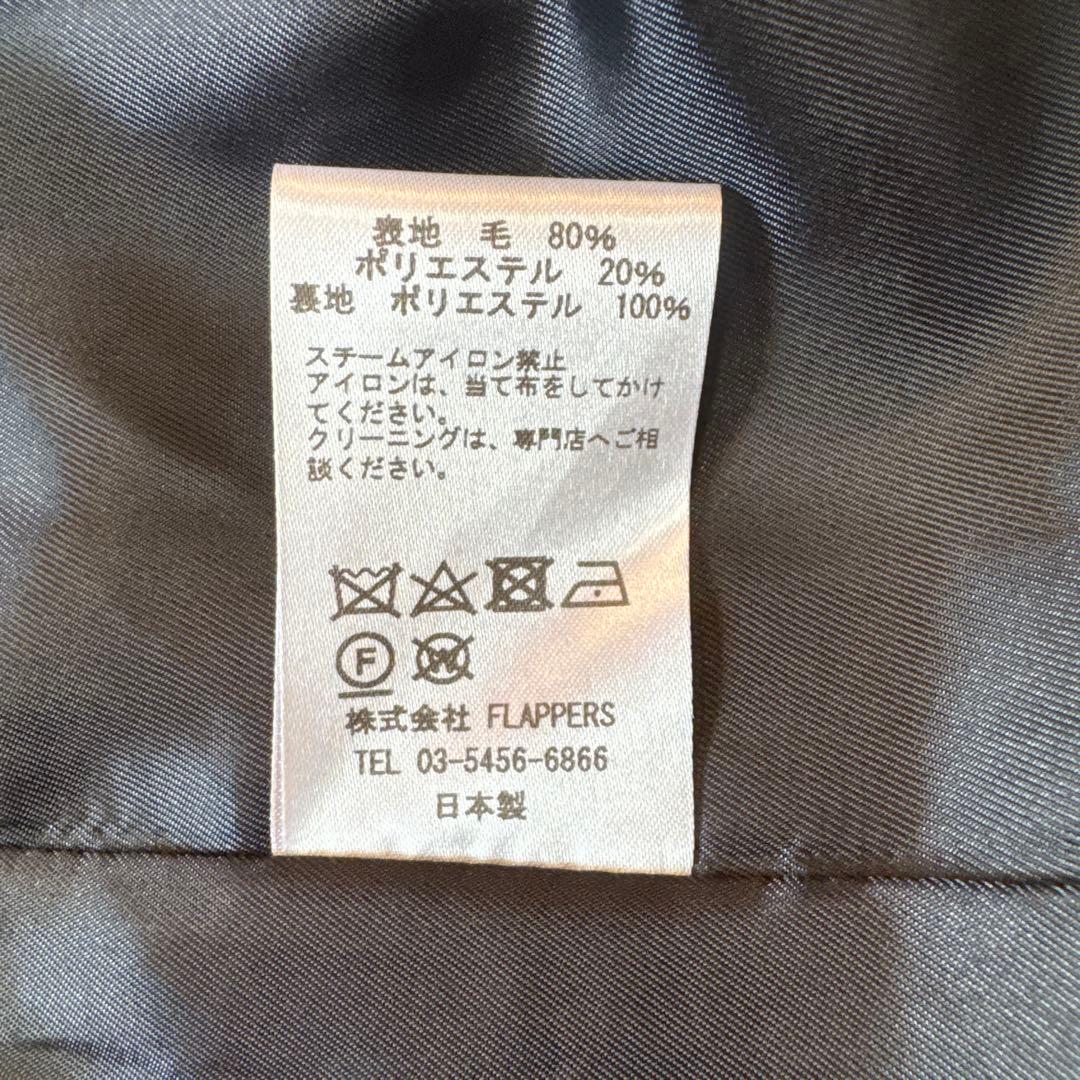 表地 毛 80%
ポリエステル 20%
裏地 ポリエステル 100%
スチームアイロン禁止
アイロンは、当て布をしてかけ
てください。
クリーニングは、専門店へご相
談ください。
F W
株式会社 FLAPPERS
TEL 03-5456-6866
日本製